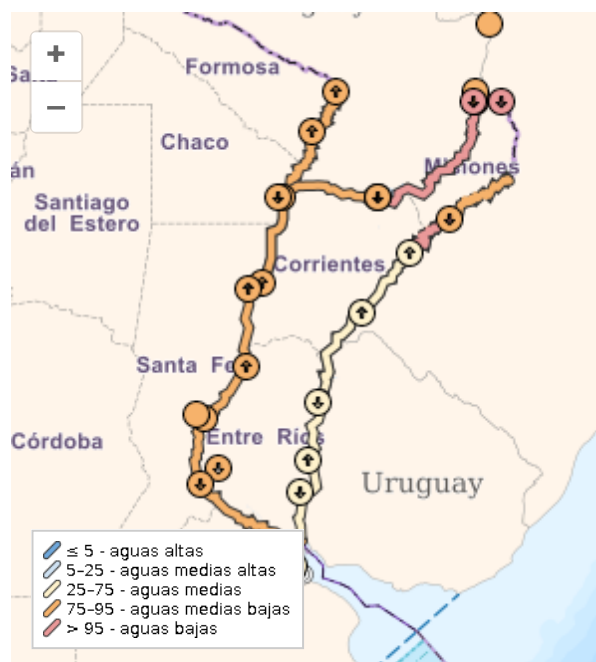 +
−
Formosa
Chaco
Misiones
Santiago
del Estero
Corrientes
Santa Fe
Entre Ríos
Córdoba
Uruguay
≤ 5 - aguas altas
5–25 - aguas medias altas
25–75 - aguas medias
75–95 - aguas medias bajas
> 95 - aguas bajas